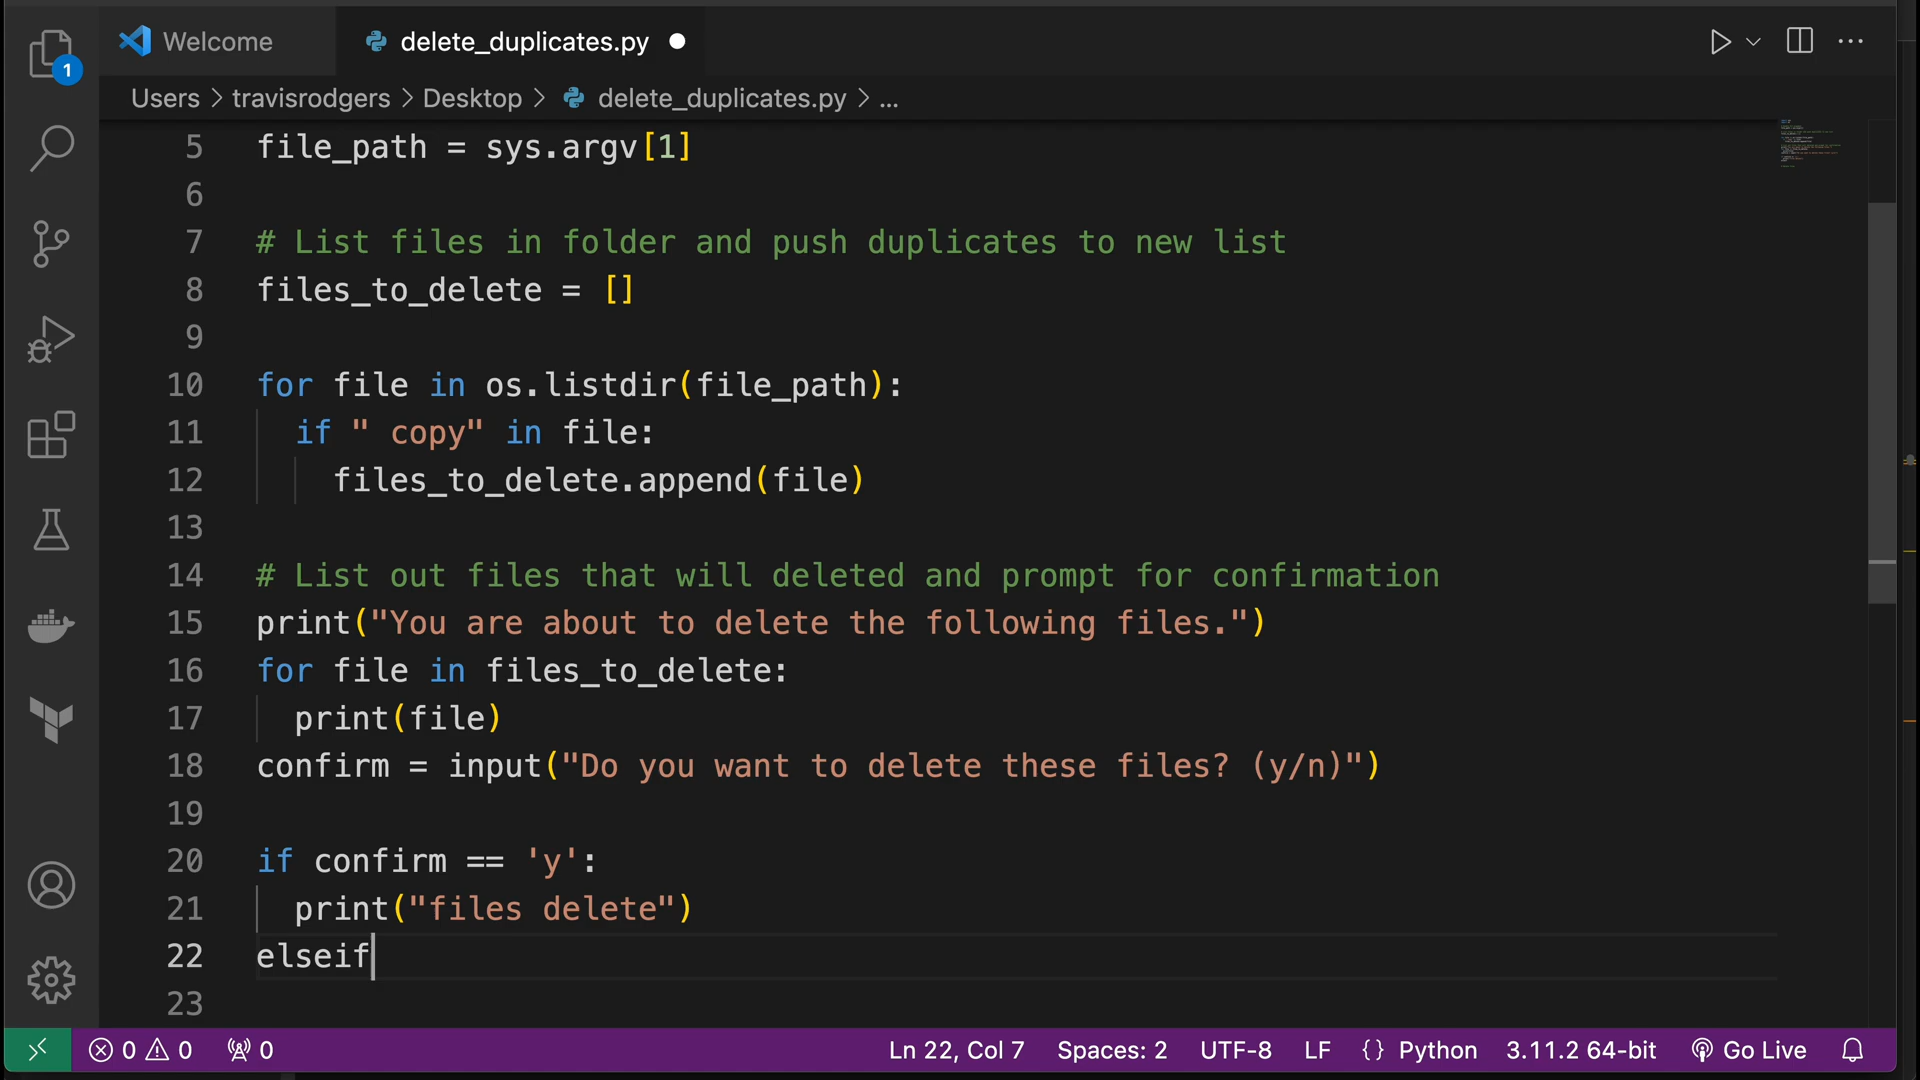 Welcome
delete_duplicates.py
1
Users > travisrodgers > Desktop > delete_duplicates.py > ...
5 file_path = sys.argv[1]
6
7 # List files in folder and push duplicates to new list
8 files_to_delete = []
9
10 for file in os.listdir(file_path):
11 if " copy" in file:
12 files_to_delete.append(file)
13
14 # List out files that will deleted and prompt for confirmation
15 print("You are about to delete the following files.")
16 for file in files_to_delete:
17 print(file)
18 confirm = input("Do you want to delete these files? (y/n)")
19
20 if confirm == 'y':
21 print("files delete")
22 elseif
23
0 0 0 Ln 22, Col 7 Spaces: 2 UTF-8 LF {} Python 3.11.2 64-bit Go Live